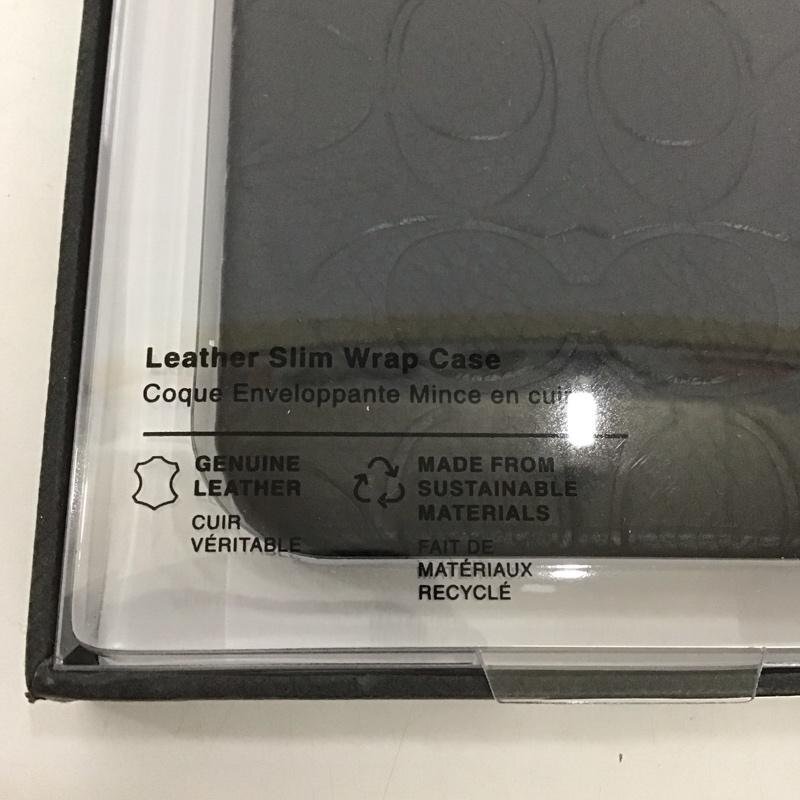 Leather Slim Wrap Case
Coque Enveloppante Mince en cuir
GENUINE
LEATHER
CUIR
VÉRITABLE
MADE FROM
SUSTAINABLE
MATERIALS
FAIT DE
MATÉRIAUX
RECYCLÉ